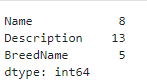 Name 8
Description 13
BreedName 5
dtype: int64